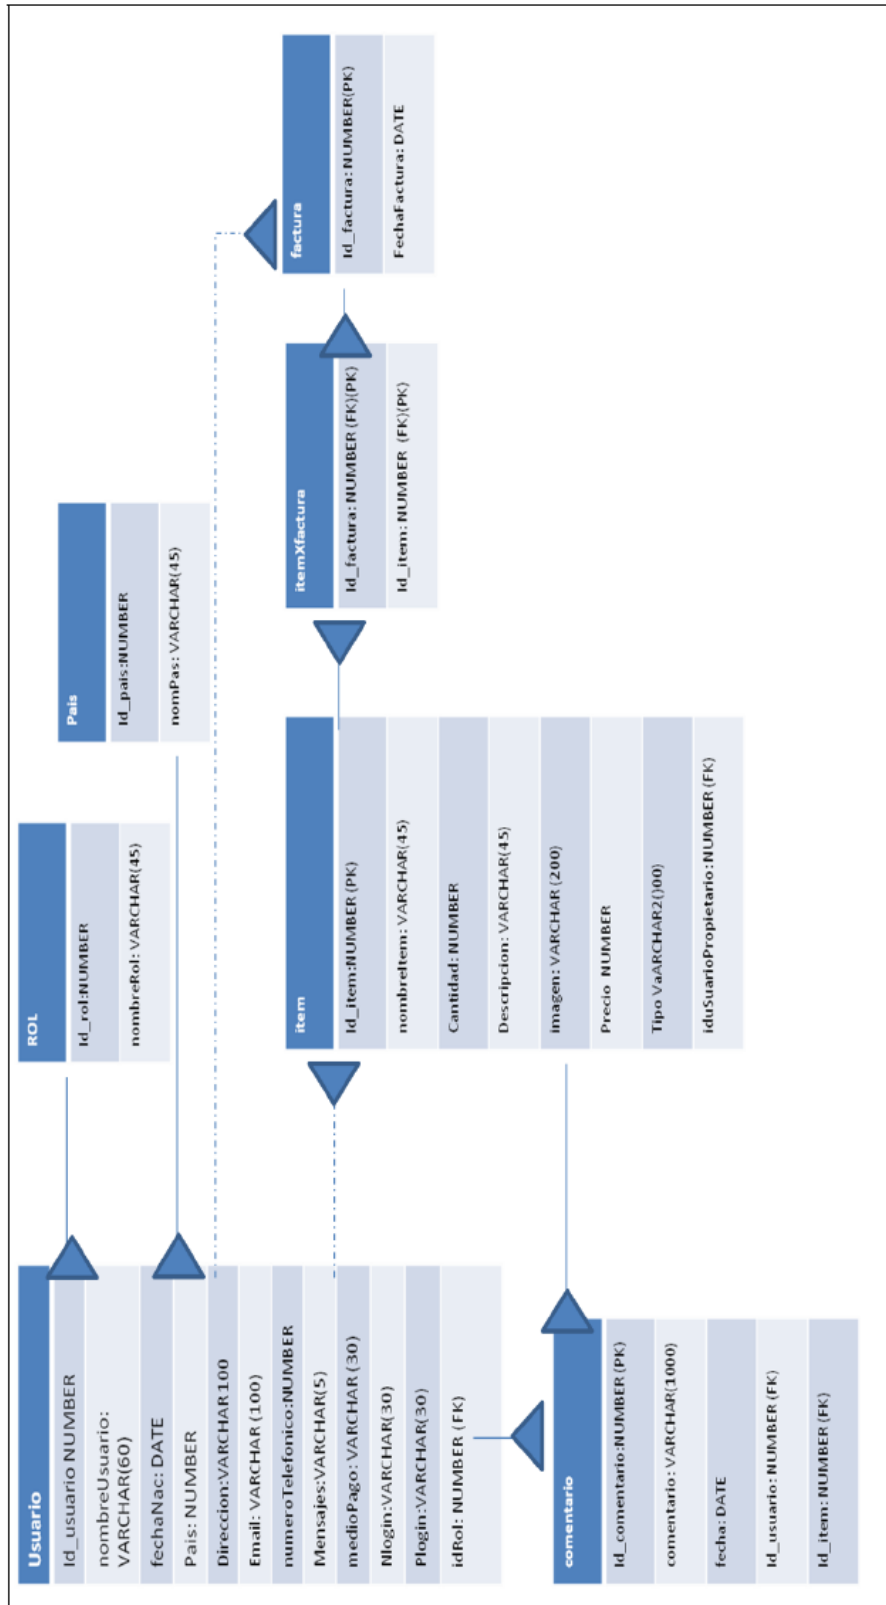 Usuario
Id_usuario NUMBER
nombreUsuario:
VARCHAR(60)
fechaNac: DATE
Pais: NUMBER
Direccion:VARCHAR 100
Email: VARCHAR (100)
numeroTelefonico:NUMBER
Mensajes:VARCHAR(5)
medioPago: VARCHAR (30)
Nlogin:VARCHAR(30)
Plogin:VARCHAR(30)
idRol: NUMBER (FK)
ROL
Id_rol:NUMBER
nombreRol: VARCHAR(45)
Pais
Id_pais:NUMBER
nomPas: VARCHAR(45)
factura
Id_factura: NUMBER(PK)
FechaFactura: DATE
itemXfactura
Id_factura: NUMBER (FK)(PK)
Id_item: NUMBER (FK)(PK)
item
Id_item:NUMBER (PK)
nombreItem: VARCHAR(45)
Cantidad: NUMBER
Descripcion: VARCHAR(45)
imagen: VARCHAR (200)
Precio NUMBER
Tipo VaARCHAR2()00)
iduSuarioPropietario: NUMBER (FK)
comentario
Id_comentario:NUMBER (PK)
comentario: VARCHAR(1000)
fecha: DATE
Id_usuario: NUMBER (FK)
Id_item: NUMBER (FK)